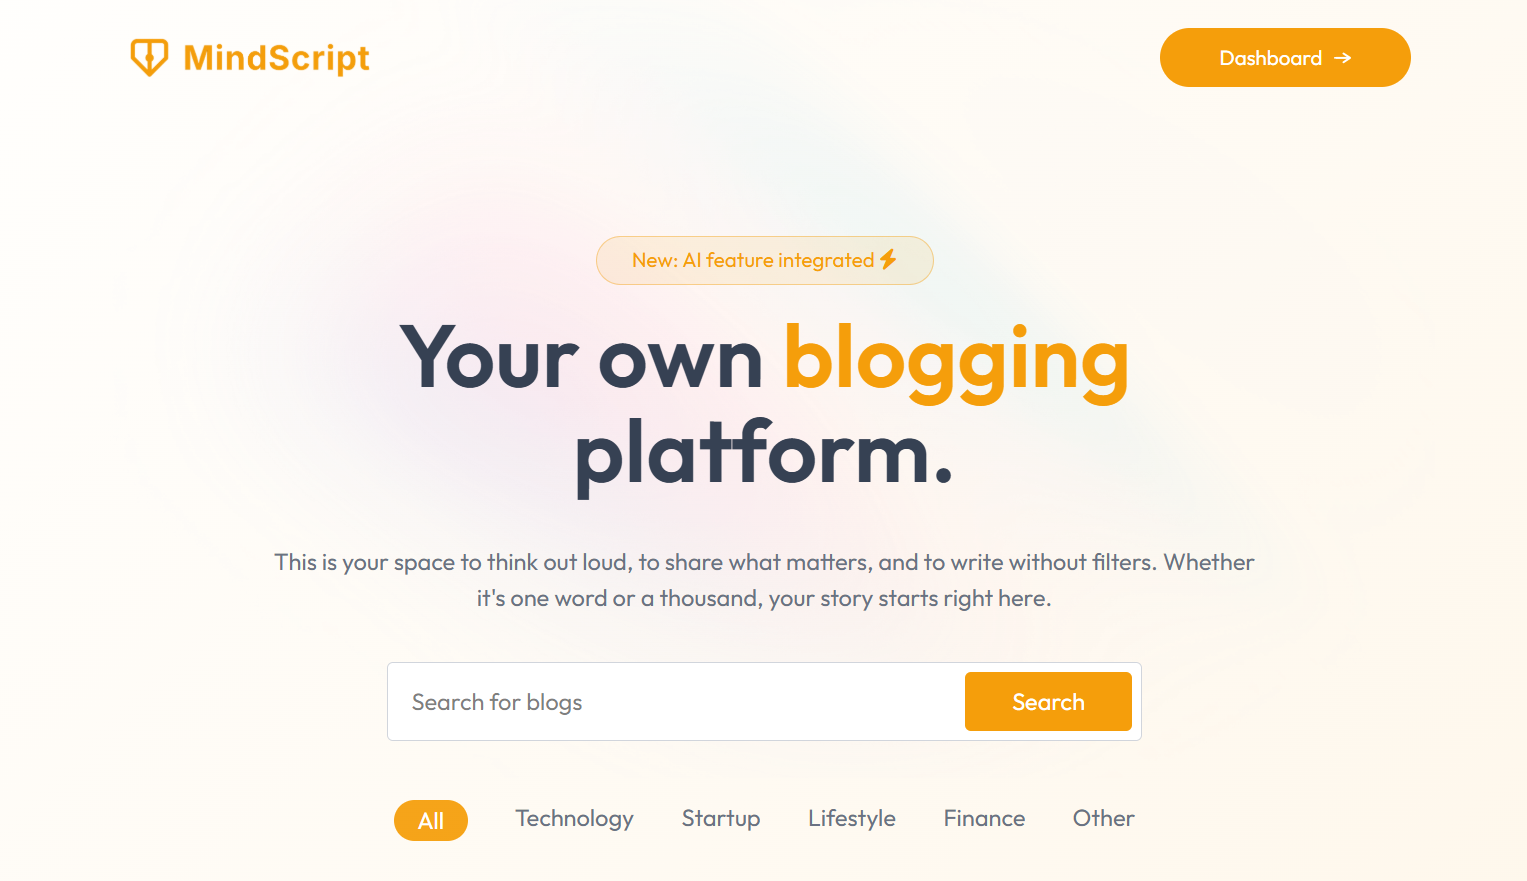 MindScript
Dashboard →
New: AI feature integrated
Your own blogging
platform.
This is your space to think out loud, to share what matters, and to write without filters. Whether
it's one word or a thousand, your story starts right here.
Search for blogs
Search
All
Technology
Startup
Lifestyle
Finance
Other